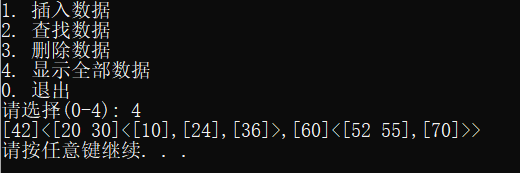 1. 插入数据
2. 查找数据
3. 删除数据
4. 显示全部数据
0. 退出
请选择(0-4): 4
[42]<[20 30]<[10],[24],[36]>,[60]<[52 55],[70]>>
请按任意键继续. . .